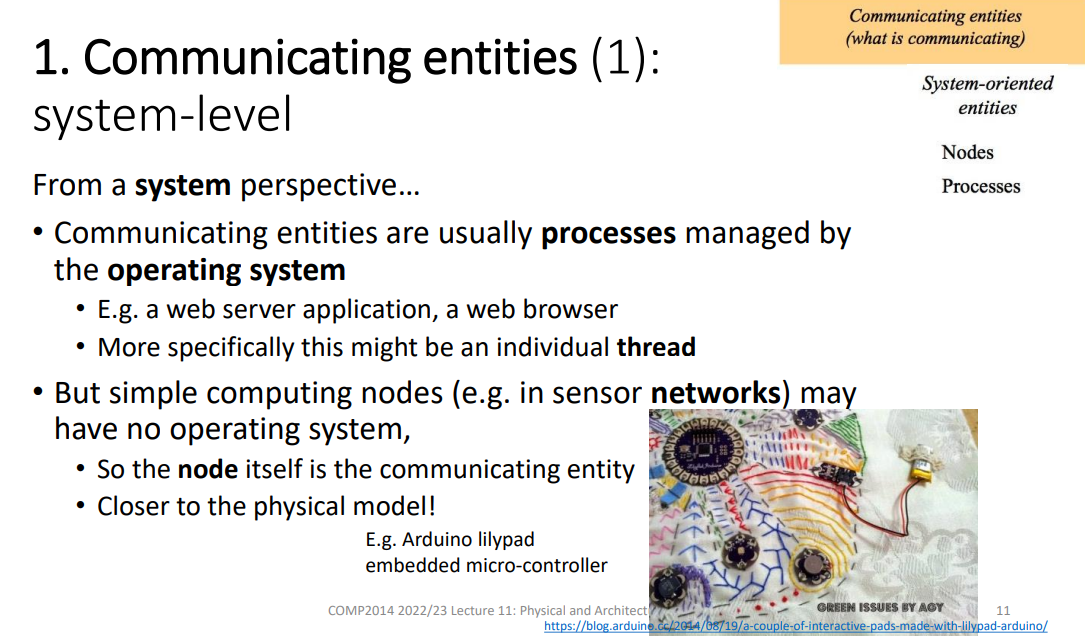 1. Communicating entities (1):
system-level
Communicating entities
(what is communicating)
System-oriented
entities
Nodes
Processes
From a system perspective...
• Communicating entities are usually processes managed by
the operating system
• E.g. a web server application, a web browser
• More specifically this might be an individual thread
• But simple computing nodes (e.g. in sensor networks) may
have no operating system,
• So the node itself is the communicating entity
• Closer to the physical model!
E.g. Arduino lilypad
embedded micro-controller
GREEN ISSUES BY AGY
COMP2014 2022/23 Lecture 11: Physical and Architect
11
https://blog.arduino.cc/2014/08/19/a-couple-of-interactive-pads-made-with-lilypad-arduino/